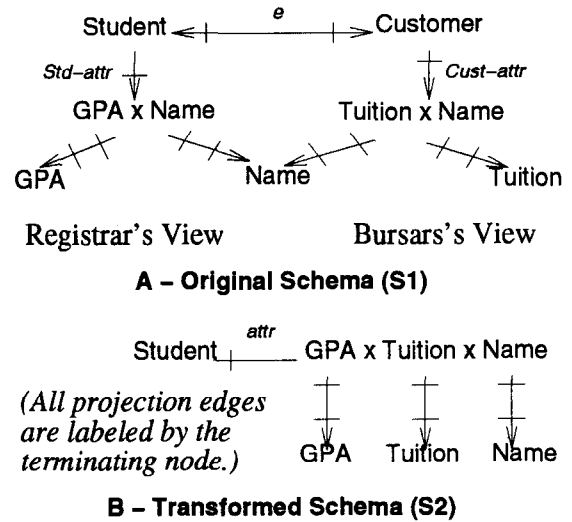 e
Student Customer
Std–attr Cust–attr
GPA x Name Tuition x Name
GPA Name Tuition
Registrar's View Bursars's View
A – Original Schema (S1)
attr
Student GPA x Tuition x Name
(All projection edges
are labeled by the
terminating node.)
GPA Tuition Name
B – Transformed Schema (S2)